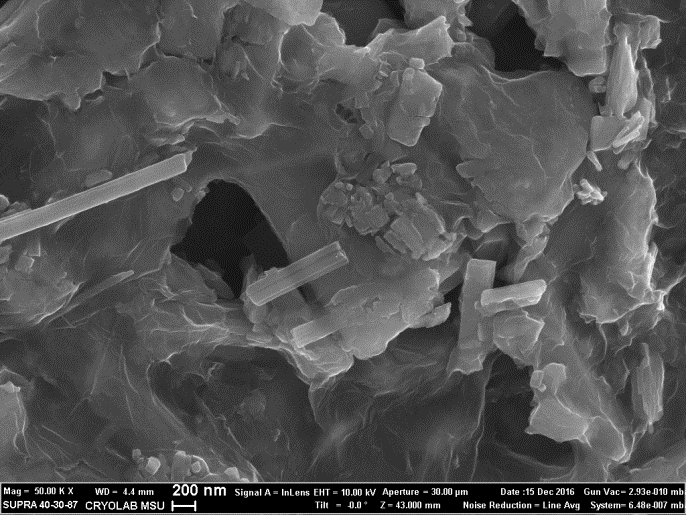 Mag = 50.00 K X WD = 4.4 mm 200 nm Signal A = InLens EHT = 10.00 kV Aperture = 30.00 µm Date :15 Dec 2016 Gun Vac= 2.93e-010 mb
SUPRA 40-30-87 CRYOLAB MSU Tilt = -0.0° Z = 43.000 mm Noise Reduction = Line Avg System= 6.48e-007 mb